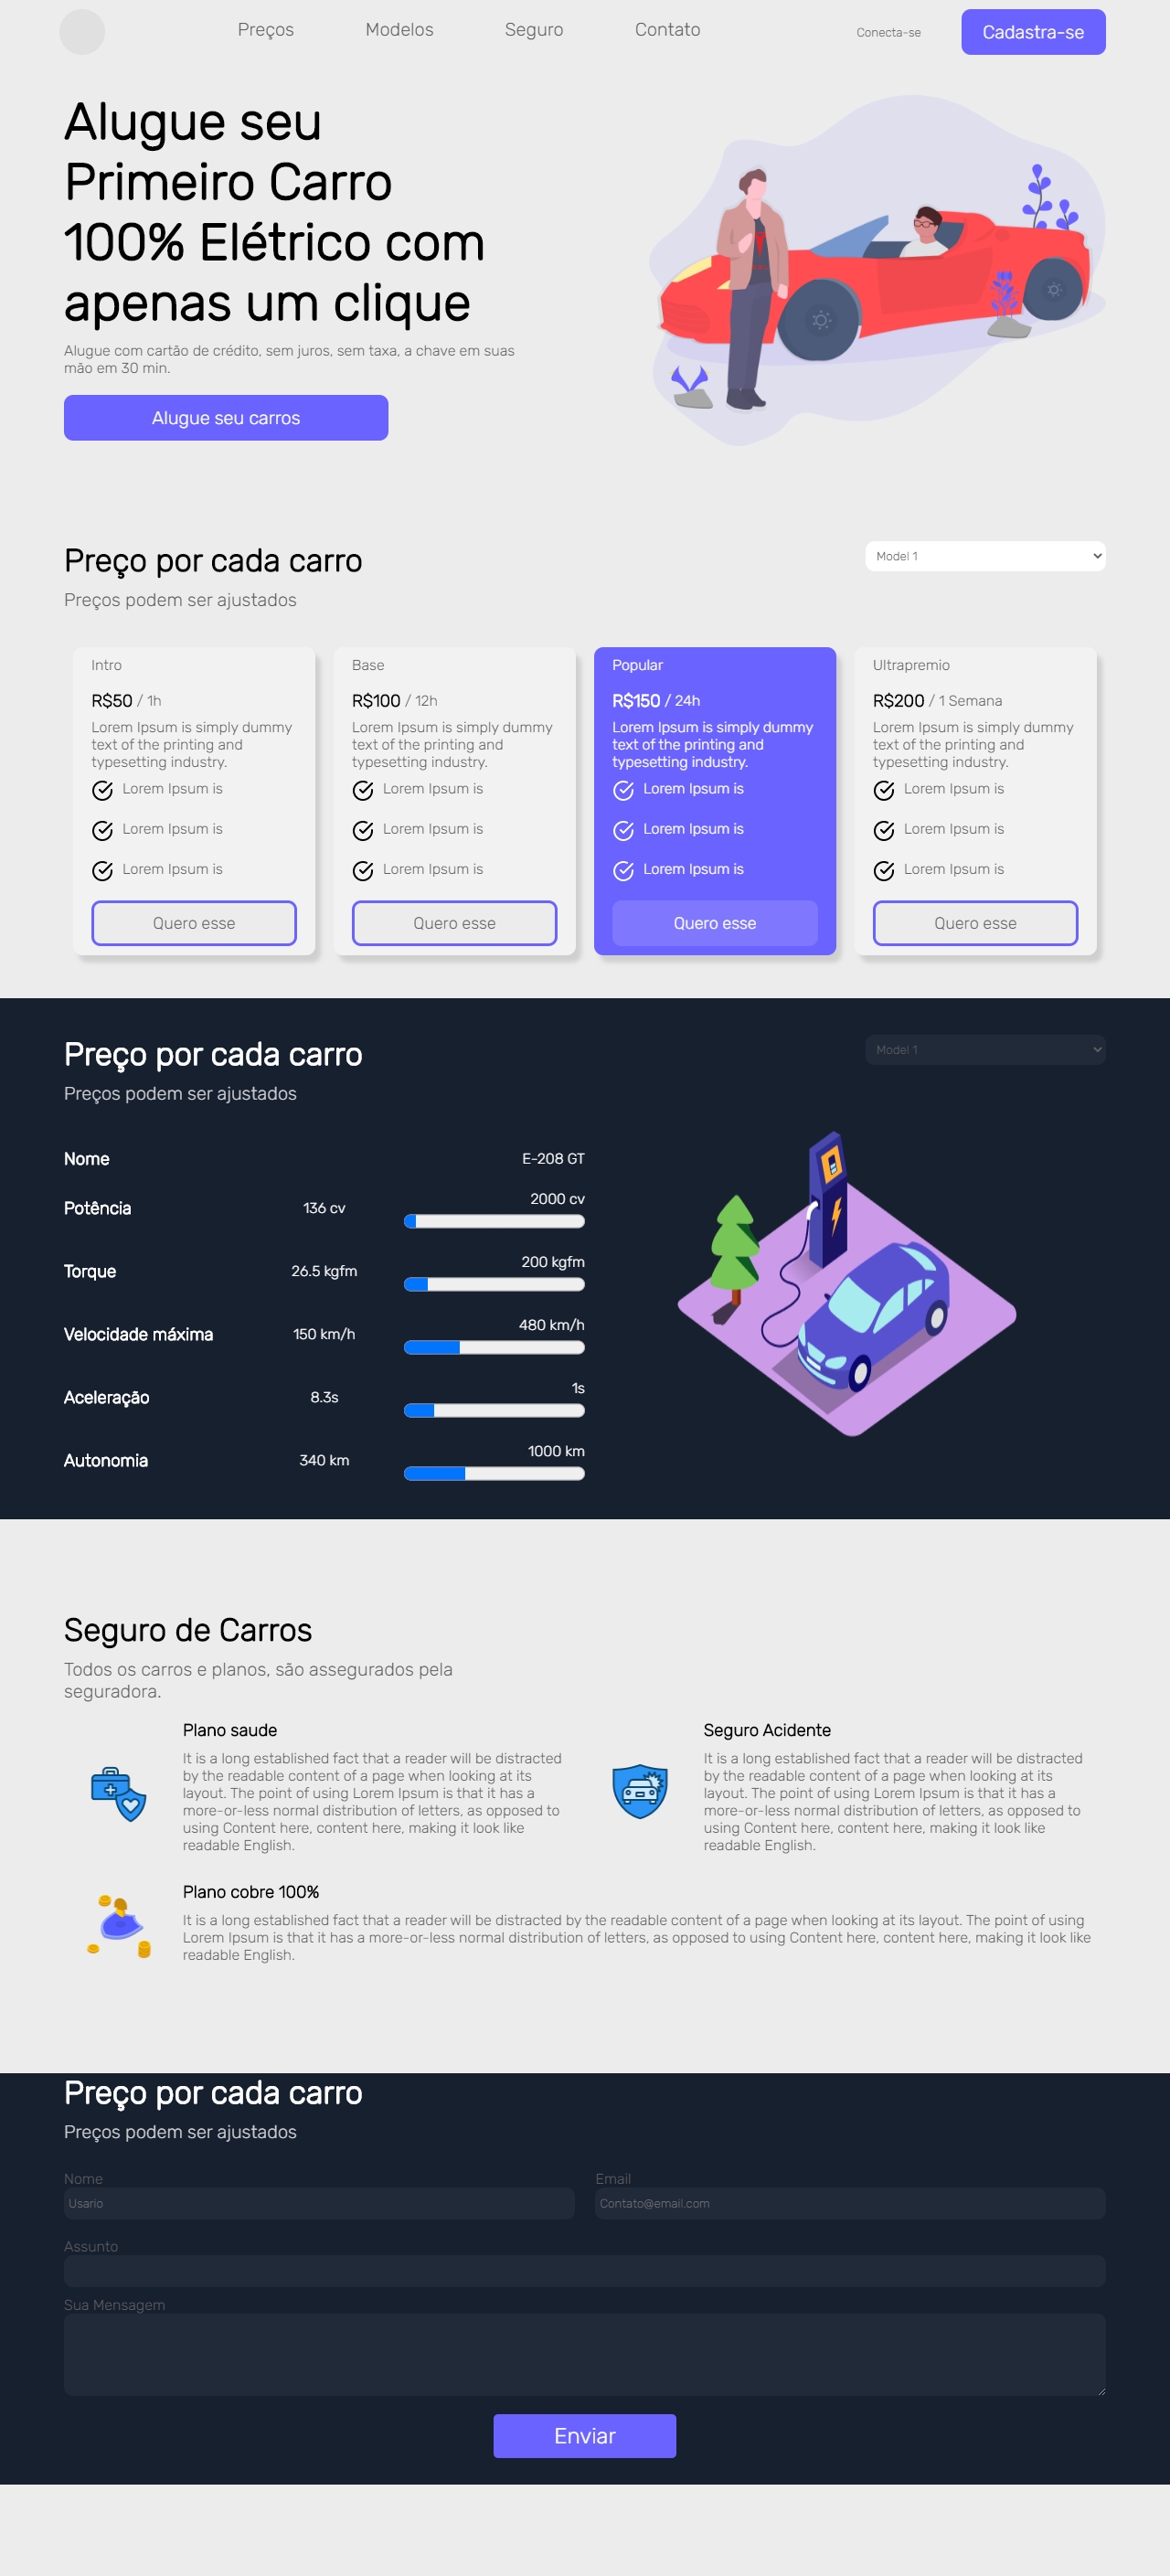 Preços Modelos Seguro Contato Conecta-se Cadastra-se
Alugue seu
Primeiro Carro
100% Elétrico com
apenas um clique
Alugue com cartão de crédito, sem juros, sem taxa, a chave em suas
mão em 30 min.
Alugue seu carros
Preço por cada carro
Model 1
Preços podem ser ajustados
Intro
R$50 / 1h
Lorem Ipsum is simply dummy
text of the printing and
typesetting industry.
Lorem Ipsum is
Lorem Ipsum is
Lorem Ipsum is
Quero esse
Base
R$100 / 12h
Lorem Ipsum is simply dummy
text of the printing and
typesetting industry.
Lorem Ipsum is
Lorem Ipsum is
Lorem Ipsum is
Quero esse
Popular
R$150 / 24h
Lorem Ipsum is simply dummy
text of the printing and
typesetting industry.
Lorem Ipsum is
Lorem Ipsum is
Lorem Ipsum is
Quero esse
Ultrapremio
R$200 / 1 Semana
Lorem Ipsum is simply dummy
text of the printing and
typesetting industry.
Lorem Ipsum is
Lorem Ipsum is
Lorem Ipsum is
Quero esse
Preço por cada carro
Model 1
Preços podem ser ajustados
Nome E-208 GT
Potência 136 cv 2000 cv
Torque 26.5 kgfm 200 kgfm
Velocidade máxima 150 km/h 480 km/h
Aceleração 8.3s 1s
Autonomia 340 km 1000 km
Seguro de Carros
Todos os carros e planos, são assegurados pela
seguradora.
Plano saude
It is a long established fact that a reader will be distracted
by the readable content of a page when looking at its
layout. The point of using Lorem Ipsum is that it has a
more-or-less normal distribution of letters, as opposed to
using Content here, content here, making it look like
readable English.
Seguro Acidente
It is a long established fact that a reader will be distracted
by the readable content of a page when looking at its
layout. The point of using Lorem Ipsum is that it has a
more-or-less normal distribution of letters, as opposed to
using Content here, content here, making it look like
readable English.
Plano cobre 100%
It is a long established fact that a reader will be distracted by the readable content of a page when looking at its layout. The point of using
Lorem Ipsum is that it has a more-or-less normal distribution of letters, as opposed to using Content here, content here, making it look like
readable English.
Preço por cada carro
Preços podem ser ajustados
Nome
Usario
Email
Contato@email.com
Assunto
Sua Mensagem
Enviar